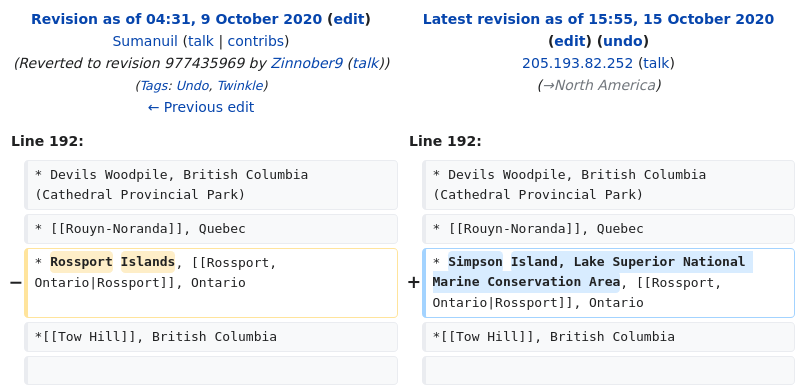 Revision as of 04:31, 9 October 2020 (edit)
Sumanuil (talk | contribs)
(Reverted to revision 977435969 by Zinnober9 (talk))
(Tags: Undo, Twinkle)
← Previous edit
Latest revision as of 15:55, 15 October 2020
(edit) (undo)
205.193.82.252 (talk)
(→North America)
Line 192:
Line 192:
* Devils Woodpile, British Columbia
(Cathedral Provincial Park)
* Devils Woodpile, British Columbia
(Cathedral Provincial Park)
* [[Rouyn-Noranda]], Quebec
* [[Rouyn-Noranda]], Quebec
− * Rossport Islands, [[Rossport,
Ontario|Rossport]], Ontario
+ * Simpson Island, Lake Superior National
Marine Conservation Area, [[Rossport,
Ontario|Rossport]], Ontario
*[[Tow Hill]], British Columbia
*[[Tow Hill]], British Columbia